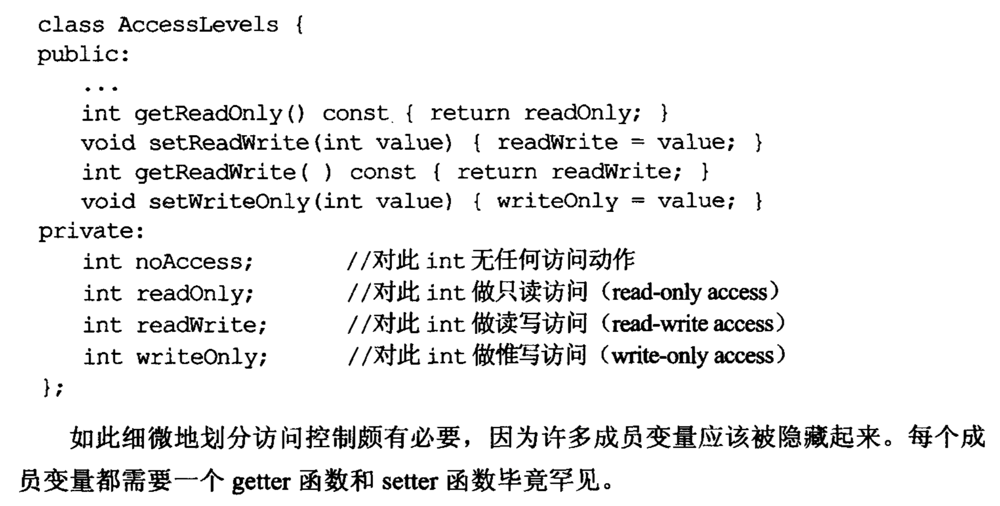 class AccessLevels {
public:
...
int getReadOnly() const { return readOnly; }
void setReadWrite(int value) { readWrite = value; }
int getReadWrite( ) const { return readWrite; }
void setWriteOnly(int value) { writeOnly = value; }
private:
int noAccess; //对此 int 无任何访问动作
int readOnly; //对此 int 做只读访问（read-only access）
int readWrite; //对此 int 做读写访问（read-write access）
int writeOnly; //对此 int 做惟写访问（write-only access）
};
如此细微地划分访问控制颇有必要，因为许多成员变量应该被隐藏起来。每个成
员变量都需要一个 getter 函数和 setter 函数毕竟罕见。